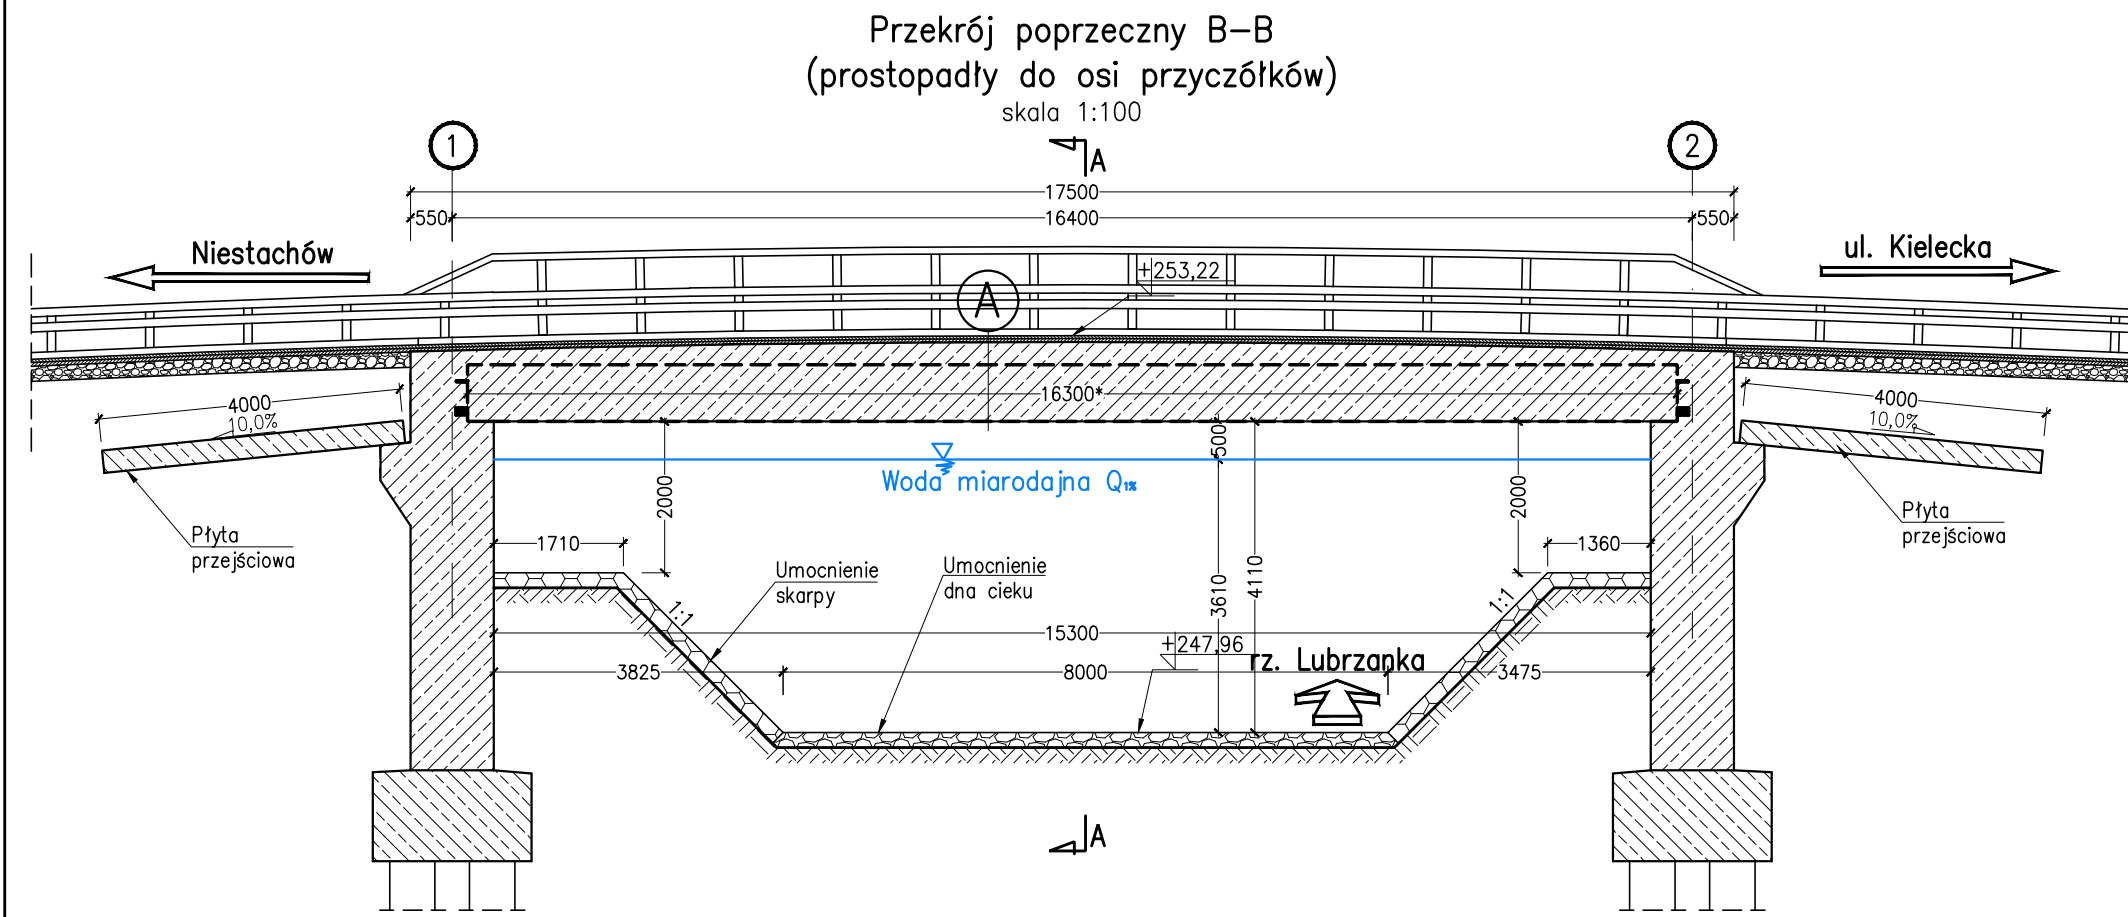 Przekrój poprzeczny B-B
(prostopadły do osi przyczółków)
skala 1:100
1
2
A
17500
550
16400
550
Niestachów
ul. Kielecka
+253,22
A
16300*
4000
10,0%
4000
10,0%
500
Woda miarodajna Q1%
2000
2000
Płyta
przejściowa
Płyta
przejściowa
1710
1360
Umocnienie
skarpy
Umocnienie
dna cieku
3610
4110
1:1
1:1
15300
+247,96
rz. Lubrzanka
3825
8000
3475
A